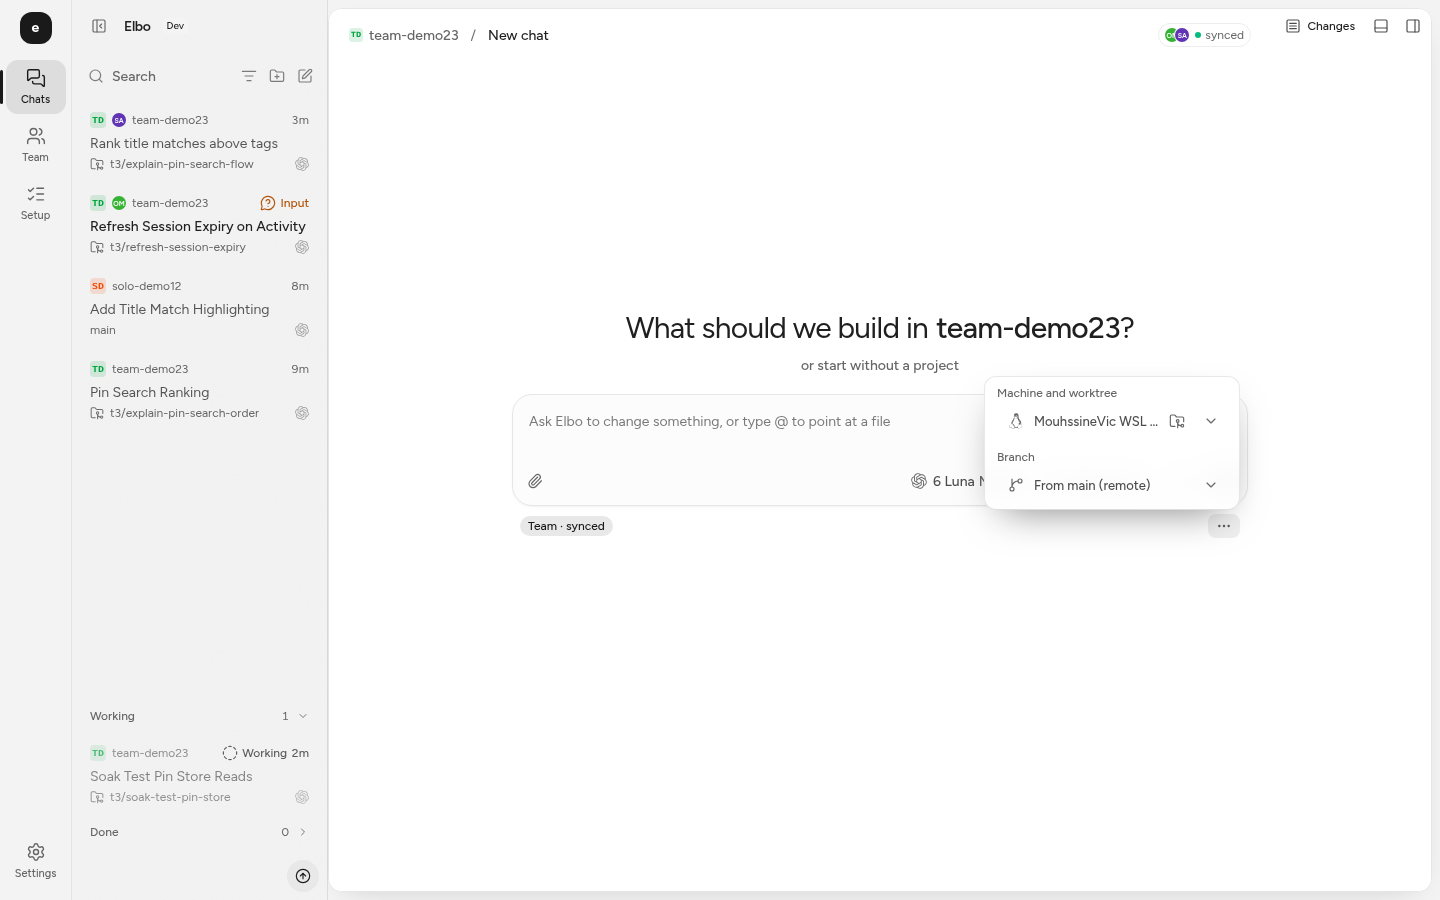 e
Chats
Team
Setup
Settings
Elbo Dev
Search
TD SA team-demo23 3m
Rank title matches above tags
t3/explain-pin-search-flow
TD OM team-demo23 Input
Refresh Session Expiry on Activity
t3/refresh-session-expiry
SD solo-demo12 8m
Add Title Match Highlighting
main
TD team-demo23 9m
Pin Search Ranking
t3/explain-pin-search-order
Working 1
TD team-demo23 Working 2m
Soak Test Pin Store Reads
t3/soak-test-pin-store
Done 0
TD team-demo23 / New chat
SA synced
Changes
What should we build in team-demo23?
or start without a project
Ask Elbo to change something, or type @ to point at a file
6 Luna
Team · synced
Machine and worktree
MouhssineVic WSL ...
Branch
From main (remote)